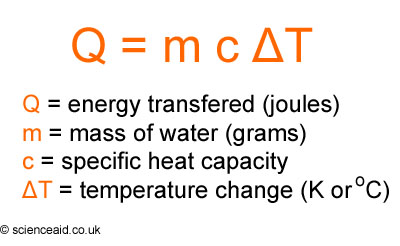 Q = m c ΔT
Q = energy transfered (joules)
m = mass of water (grams)
c = specific heat capacity
ΔT = temperature change (K or °C)
© scienceaid.co.uk